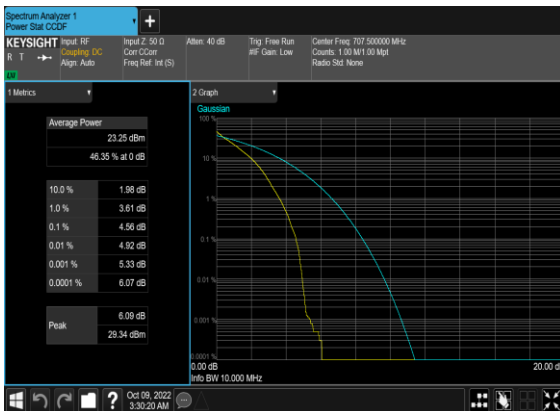 Spectrum Analyzer 1
Power Stat CCDF
+
KEYSIGHT
R T
LV
Input: RF
Coupling: DC
Align: Auto
Input Z: 50 Ω
Corr CCorr
Freq Ref: Int (S)
Atten: 40 dB
Trig: Free Run
#IF Gain: Low
Center Freq: 707.500000 MHz
Counts: 1.00 M/1.00 Mpt
Radio Std: None
1 Metrics
Average Power
23.25 dBm
46.35 % at 0 dB
10.0 % 1.98 dB
1.0 % 3.61 dB
0.1 % 4.56 dB
0.01 % 4.92 dB
0.001 % 5.33 dB
0.0001 % 6.07 dB
Peak
6.09 dB
29.34 dBm
2 Graph
Gaussian
100 %
10 %
1 %
0.1 %
0.01 %
0.001 %
0.0001 %
0.00 dB
20.00 d
Info BW 10.000 MHz
?
Oct 09, 2022
3:30:20 AM